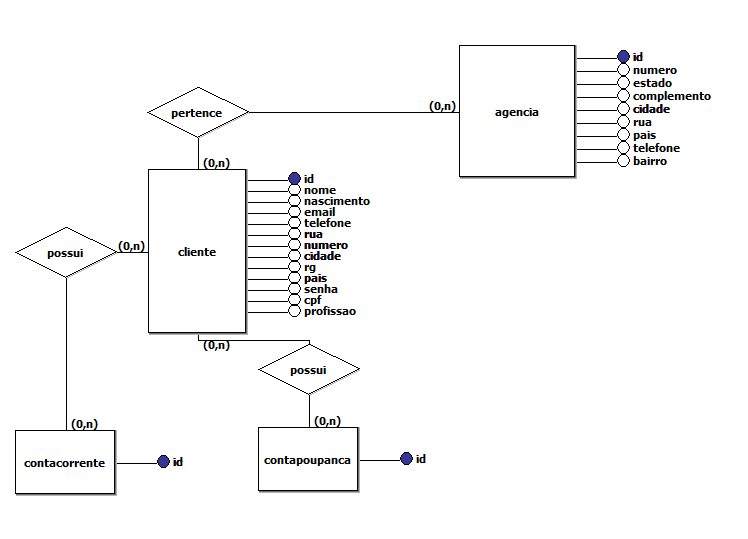 pertence
(0,n)
(0,n)
agencia
id
numero
estado
complemento
cidade
rua
pais
telefone
bairro
cliente
id
nome
nascimento
email
telefone
rua
numero
cidade
rg
pais
senha
cpf
profissao
possui
(0,n)
(0,n)
(0,n)
possui
(0,n)
contacorrente
id
contapoupanca
id